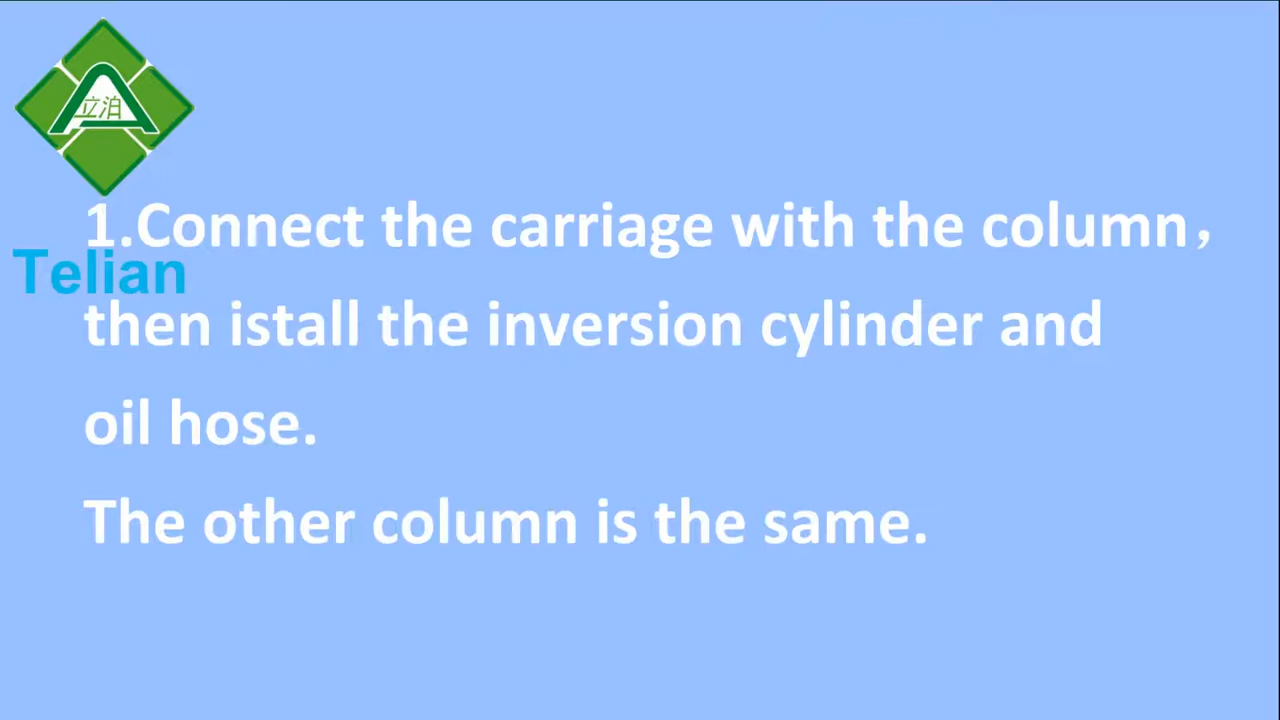 立泊
1.Connect the carriage with the column，
Telian
then istall the inversion cylinder and
oil hose.
The other column is the same.